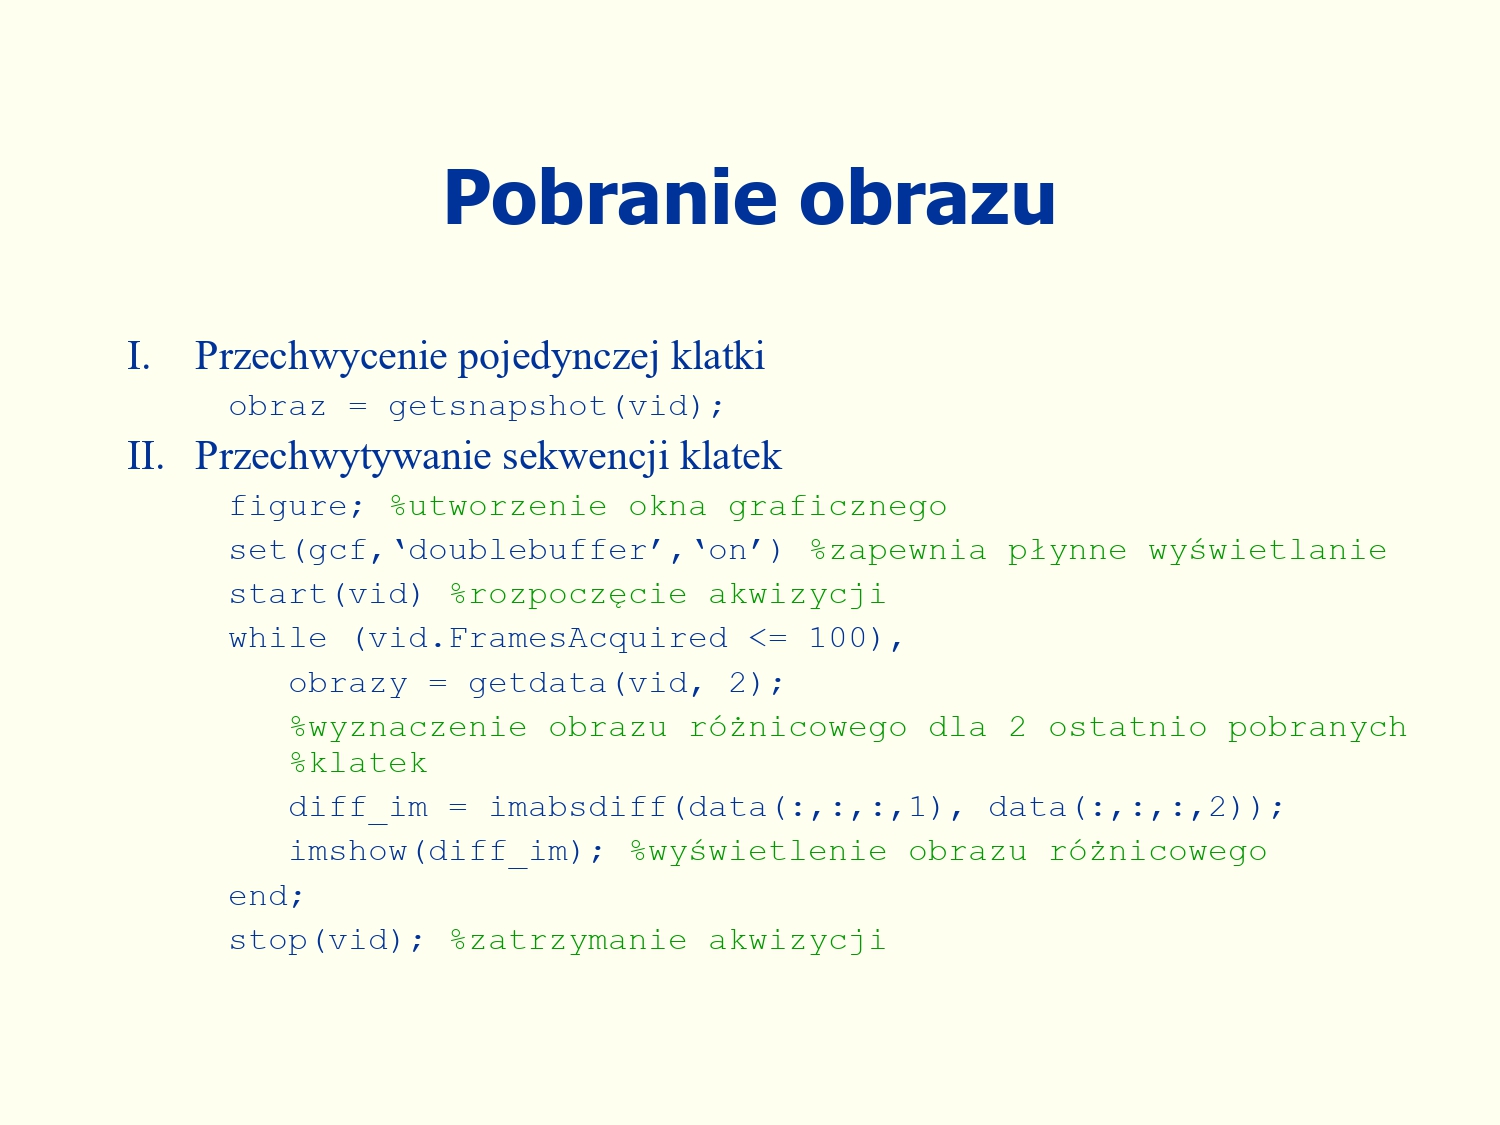 Pobranie obrazu
I. Przechwycenie pojedynczej klatki
obraz = getsnapshot(vid);
II. Przechwytywanie sekwencji klatek
figure; %utworzenie okna graficznego
set(gcf,‘doublebuffer’,‘on’) %zapewnia płynne wyświetlanie
start(vid) %rozpoczęcie akwizycji
while (vid.FramesAcquired <= 100),
obrazy = getdata(vid, 2);
%wyznaczenie obrazu różnicowego dla 2 ostatnio pobranych
%klatek
diff_im = imabsdiff(data(:,:,:,1), data(:,:,:,2));
imshow(diff_im); %wyświetlenie obrazu różnicowego
end;
stop(vid); %zatrzymanie akwizycji